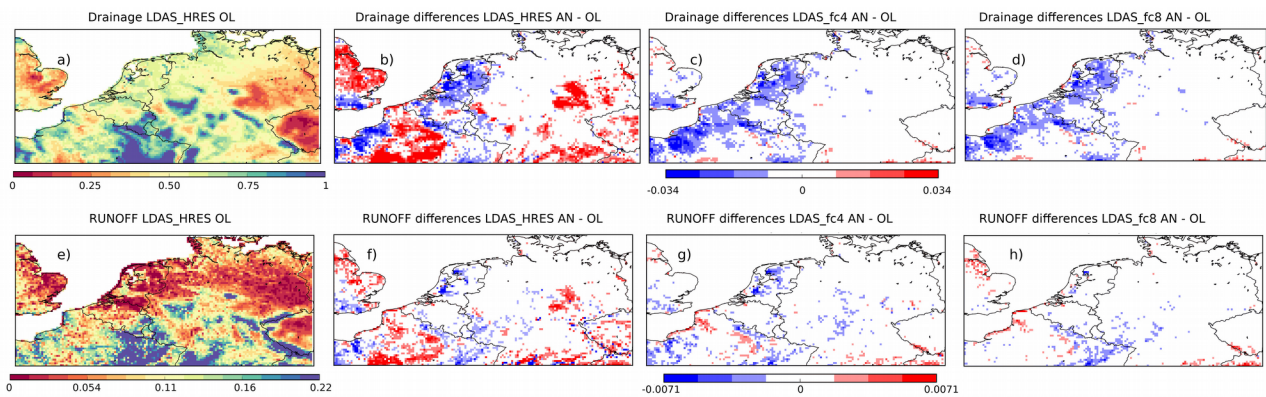 Drainage LDAS_HRES OL
Drainage differences LDAS_HRES AN - OL
Drainage differences LDAS_fc4 AN - OL
Drainage differences LDAS_fc8 AN - OL
a)
b)
c)
d)
0 0.25 0.50 0.75 1
-0.034 0 0.034
RUNOFF LDAS_HRES OL
RUNOFF differences LDAS_HRES AN - OL
RUNOFF differences LDAS_fc4 AN - OL
RUNOFF differences LDAS_fc8 AN - OL
e)
f)
g)
h)
0 0.054 0.11 0.16 0.22
-0.0071 0 0.0071